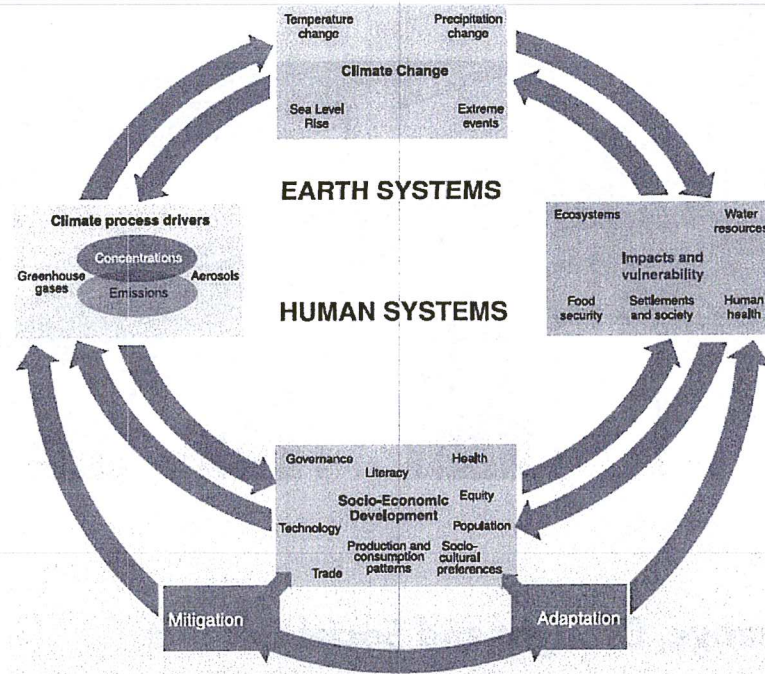 Temperature
change
Precipitation
change
Climate Change
Sea Level
Rise
Extreme
events
EARTH SYSTEMS
Climate process drivers
Concentrations
Greenhouse
gases
Aerosols
Emissions
Ecosystems
Water
resources
Impacts and
vulnerability
Food
security
Settlements
and society
Human
health
HUMAN SYSTEMS
Governance
Literacy
Health
Equity
Socio-Economic
Development
Technology
Population
Production and
consumption
patterns
Socio-
cultural
preferences
Trade
Mitigation
Adaptation